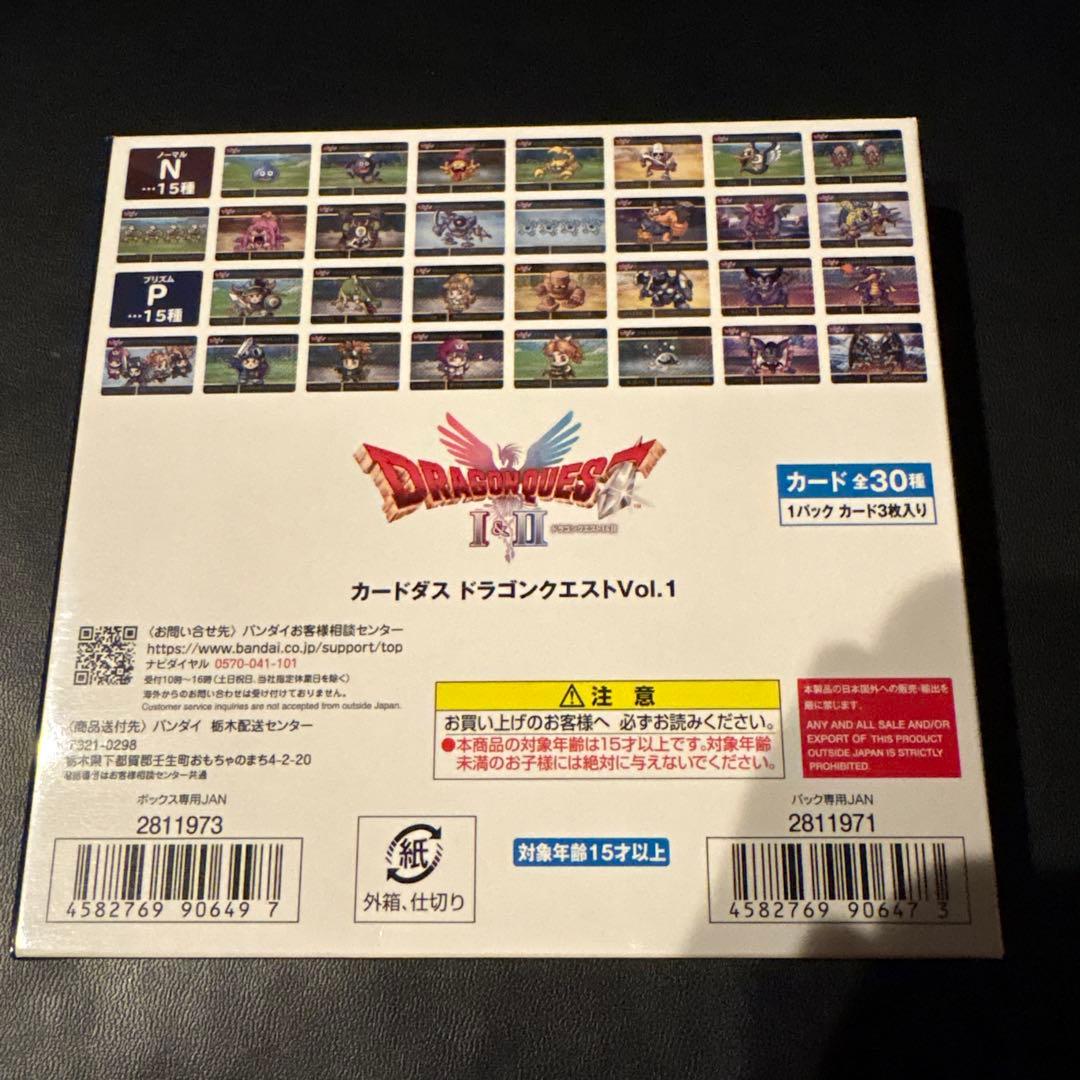 ノーマル
N
…15種
プリズム
P
…15種
DRAGON QUEST
I&II
ドラゴンクエストI&II
カード 全30種
1パック カード3枚入り
カードダス ドラゴンクエストVol.1
〈お問い合せ先〉バンダイお客様相談センター
https://www.bandai.co.jp/support/top
ナビダイヤル 0570-041-101
受付10時〜16時(土日祝日、当社指定休業日を除く)
海外からのお問い合わせは受け付けておりません。
Customer service inquiries are not accepted from outside Japan.
〈商品送付先〉バンダイ 栃木配送センター
〒321-0298
栃木県下都賀郡壬生町おもちゃのまち4-2-20
はお客様相談センター共通
⚠注 意
お買い上げのお客様へ 必ずお読みください。
●本商品の対象年齢は15才以上です。対象年齢
未満のお子様には絶対に与えないでください。
本製品の日本国外への販売・輸出を
厳に禁じます。
ANY AND ALL SALE AND/OR
EXPORT OF THIS PRODUCT
OUTSIDE JAPAN IS STRICTLY
PROHIBITED.
ボックス専用JAN
2811973
4582769 90649 7
紙
外箱、仕切り
対象年齢15才以上
パック専用JAN
2811971
4582769 90647 3